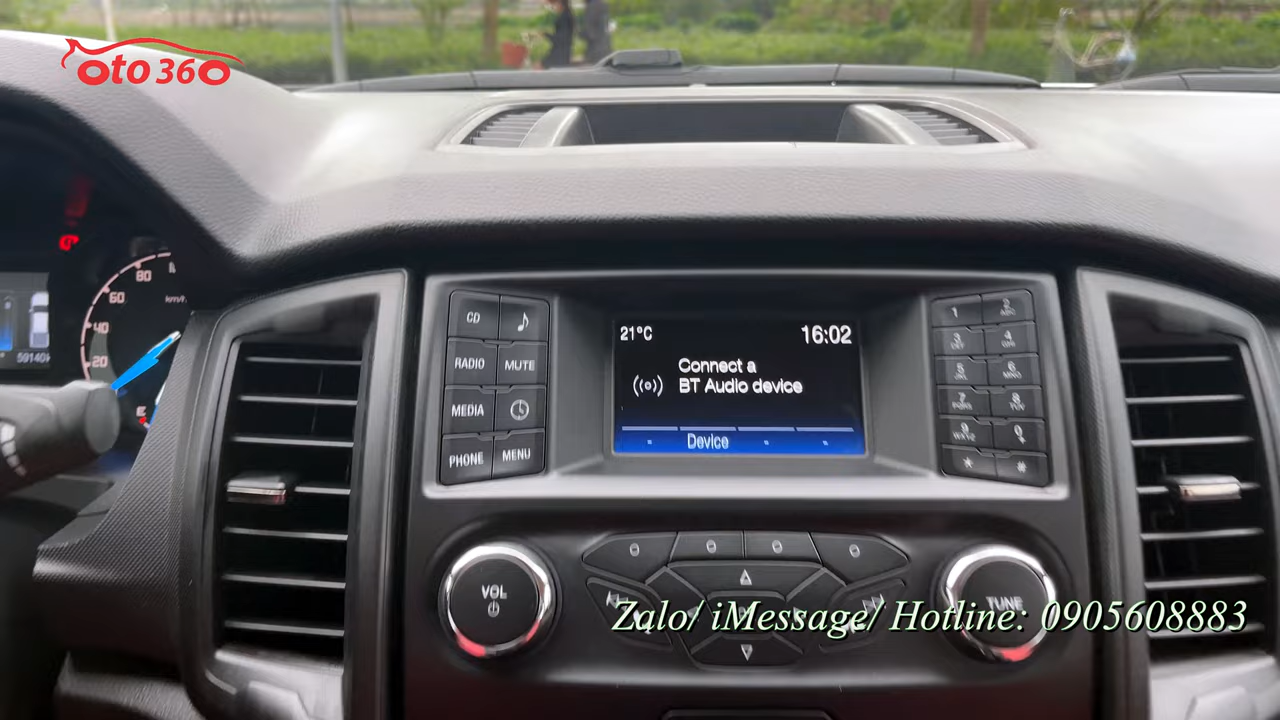 oto360
80
60
km/h
40
20
E
CD
RADIO
MUTE
MEDIA
PHONE
MENU
21°C
16:02
Connect a
BT Audio device
Device
1
2
3
4
5
6
7
8
9
0
*
#
VOL
TUNE
Zalo/ iMessage/ Hotline: 0905608883